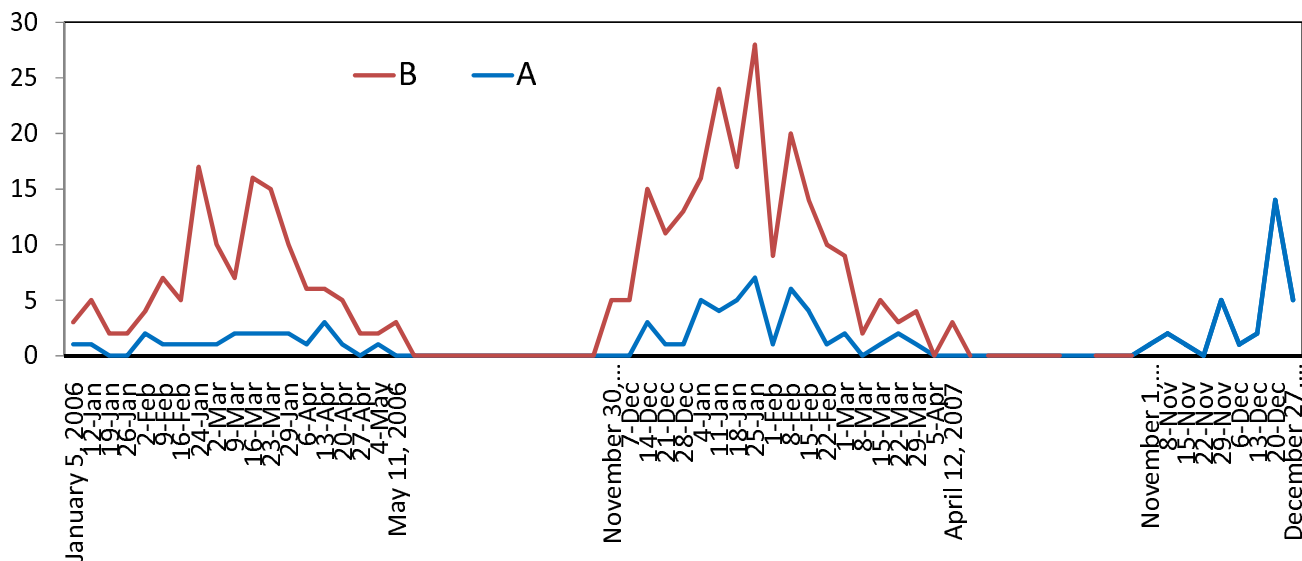 30
25
20
15
10
5
0
B
A
January 5, 2006
12-Jan
19-Jan
26-Jan
2-Feb
9-Feb
16-Feb
24-Jan
2-Mar
9-Mar
16-Mar
23-Mar
29-Jan
6-Apr
13-Apr
20-Apr
27-Apr
4-May
May 11, 2006
November 30,...
7-Dec
14-Dec
21-Dec
28-Dec
4-Jan
11-Jan
18-Jan
25-Jan
1-Feb
8-Feb
15-Feb
22-Feb
1-Mar
8-Mar
15-Mar
22-Mar
29-Mar
5-Apr
April 12, 2007
November 1,...
8-Nov
15-Nov
22-Nov
29-Nov
6-Dec
13-Dec
20-Dec
December 27,...